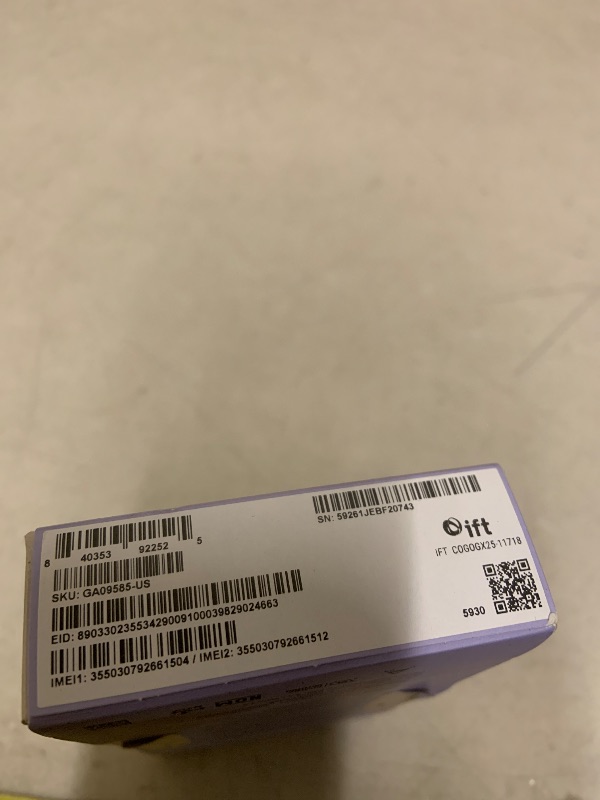 8 40353 92252 5
SN: 59261JEBF20743
ift
SKU: GA09585-US
IFT COGOGX25-11718
EID: 89033023553429009100039829024663
5930
IMEI1: 355030792661504 / IMEI2: 355030792661512
NOM